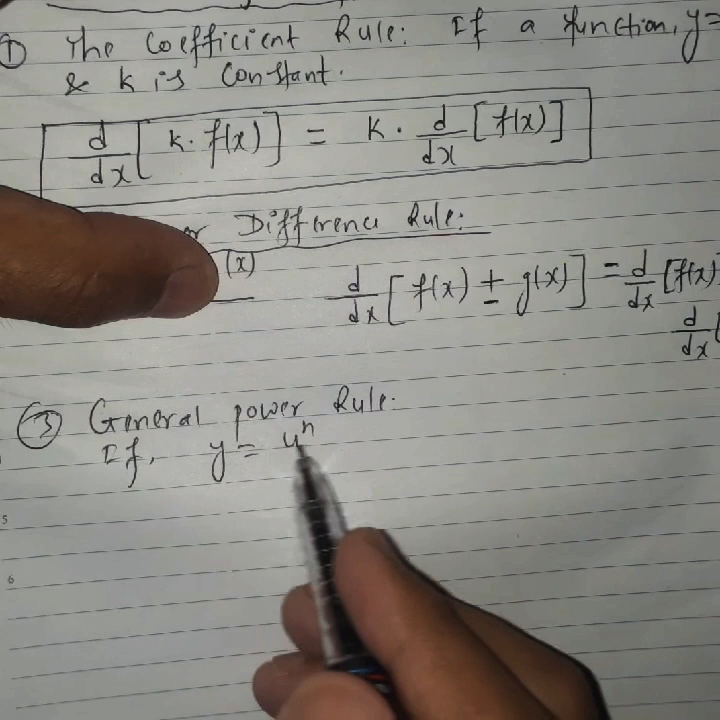 ① The Coefficient Rule: If a function, y=
& k is constant.
d/dx [k. f(x)] = k. d/dx [f(x)]
or Difference Rule:
(x) d/dx [f(x) ± g(x)] = d/dx [f(x)
d/dx [
③ General power Rule:
If, y = u^n
5
6